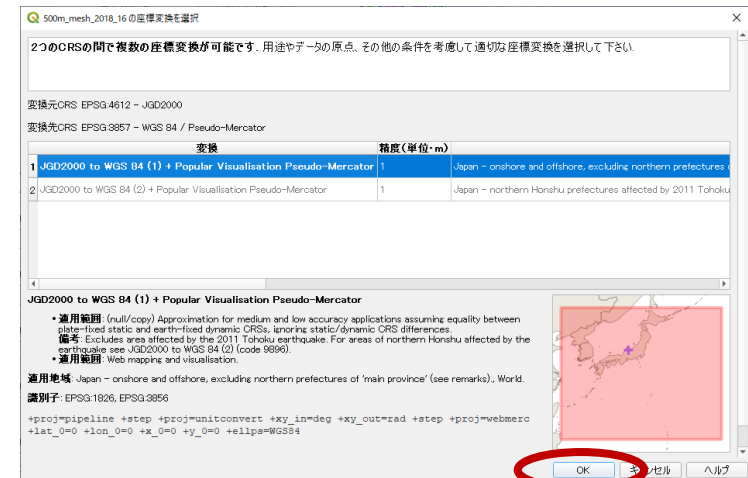 500m_mesh_2018_16 の座標変換を選択
2つのCRSの間で複数の座標変換が可能です. 用途やデータの原点、その他の条件を考慮して適切な座標変換を選択して下さい.
変換元CRS EPSG:4612 - JGD2000
変換先CRS EPSG:3857 - WGS 84 / Pseudo-Mercator
変換 精度(単位・m)
1 JGD2000 to WGS 84 (1) + Popular Visualisation Pseudo-Mercator 1 Japan - onshore and offshore, excluding northern prefectures
2 JGD2000 to WGS 84 (2) + Popular Visualisation Pseudo-Mercator 1 Japan - northern Honshu prefectures affected by 2011 Tohoku
JGD2000 to WGS 84 (1) + Popular Visualisation Pseudo-Mercator
• 適用範囲: (null/copy) Approximation for medium and low accuracy applications assuming equality between
plate-fixed static and earth-fixed dynamic CRSs, ignoring static/dynamic CRS differences.
備考: Excludes area affected by the 2011 Tohoku earthquake. For areas of northern Honshu affected by the
earthquake see JGD2000 to WGS 84 (2) (code 9896).
• 適用範囲: Web mapping and visualisation.
適用地域: Japan - onshore and offshore, excluding northern prefectures of 'main province' (see remarks)., World.
識別子: EPSG:1826, EPSG:3856
+proj=pipeline +step +proj=unitconvert +xy_in=deg +xy_out=rad +step +proj=webmerc
+lat_0=0 +lon_0=0 +x_0=0 +y_0=0 +ellps=WGS84
OK キャンセル ヘルプ